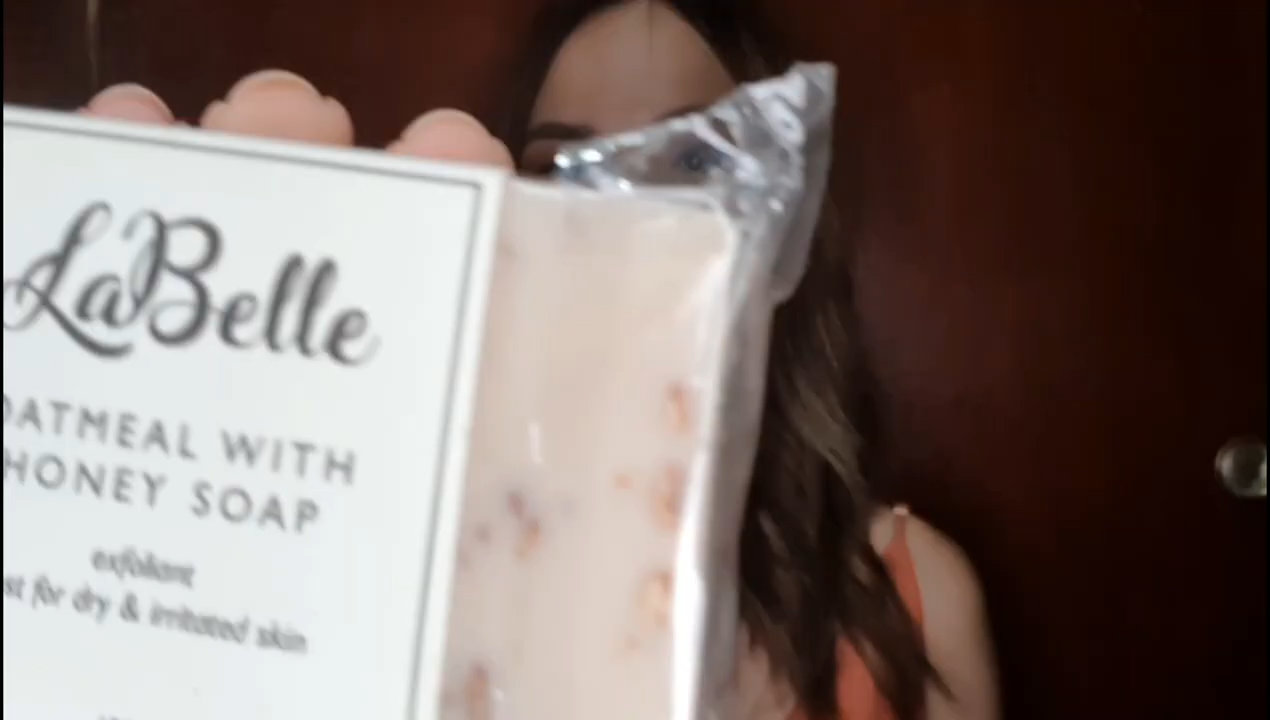 LaBelle
OATMEAL WITH
HONEY SOAP
exfoliant
for dry & irritated skin